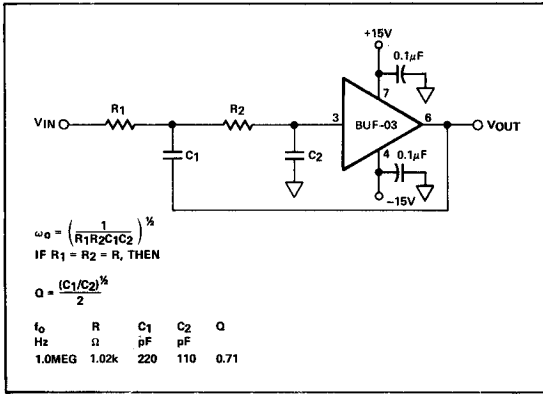 +15V
0.1µF
7
R1
R2
VIN
3
BUF-03
6
VOUT
C1
C2
4
0.1µF
−15V
ωo = (1/R1R2C1C2)^½
IF R1 = R2 = R, THEN
Q = (C1/C2)^½/2
fo R C1 C2 Q
Hz Ω pF pF
1.0MEG 1.02k 220 110 0.71